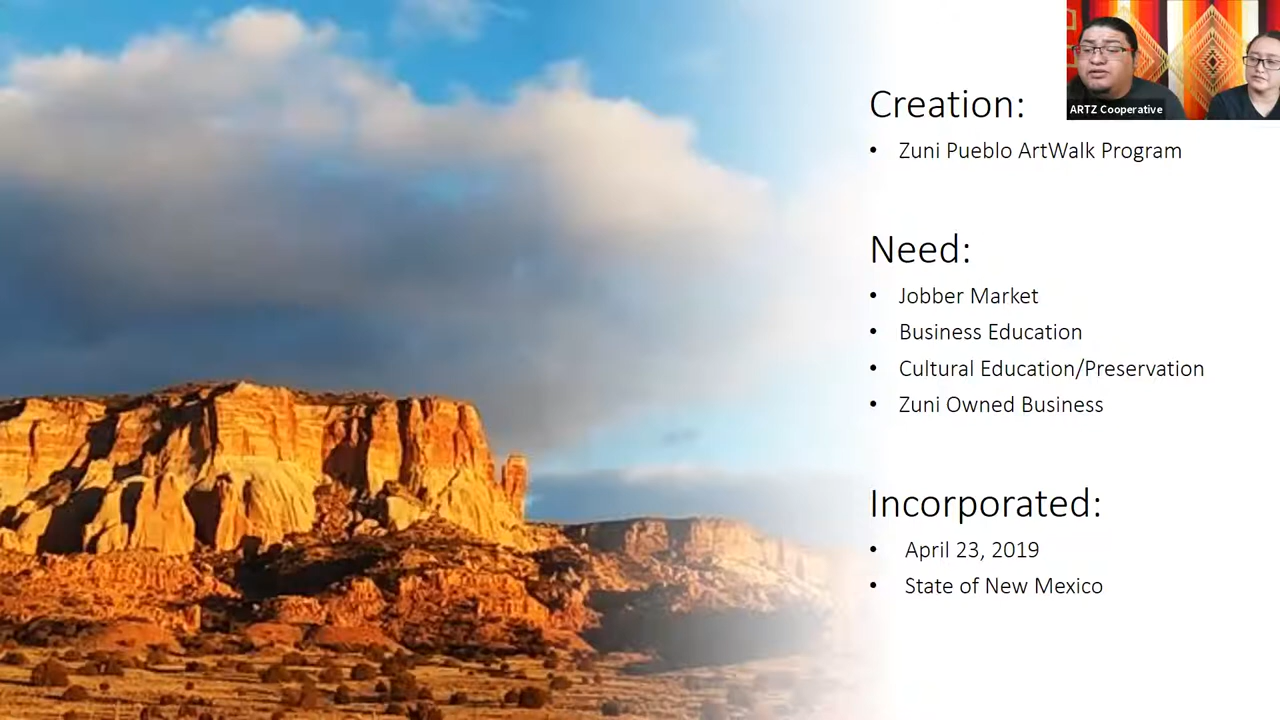 Creation:
• Zuni Pueblo ArtWalk Program
Need:
• Jobber Market
• Business Education
• Cultural Education/Preservation
• Zuni Owned Business
Incorporated:
• April 23, 2019
• State of New Mexico
ARTZ Cooperative